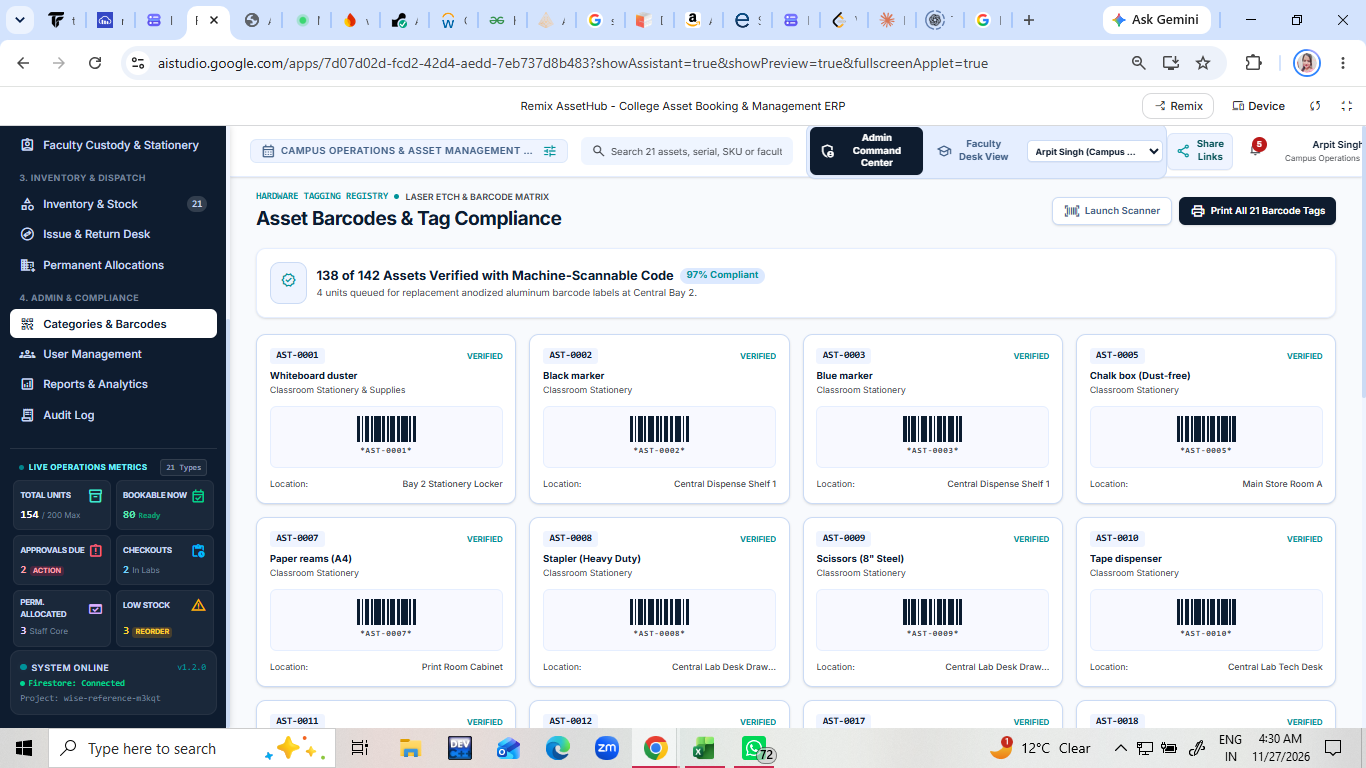 Ask Gemini
aistudio.google.com/apps/7d07d02d-fcd2-42d4-aedd-7eb737d8b483?showAssistant=true&showPreview=true&fullscreenApplet=true
Remix AssetHub - College Asset Booking & Management ERP
Remix
Device
Faculty Custody & Stationery
3. INVENTORY & DISPATCH
Inventory & Stock 21
Issue & Return Desk
Permanent Allocations
4. ADMIN & COMPLIANCE
Categories & Barcodes
User Management
Reports & Analytics
Audit Log
LIVE OPERATIONS METRICS 21 Types
TOTAL UNITS
154 / 200 Max
BOOKABLE NOW
80 Ready
APPROVALS DUE
2 ACTION
CHECKOUTS
2 In Labs
PERM.
ALLOCATED
3 Staff Core
LOW STOCK
3 REORDER
SYSTEM ONLINE v1.2.0
Firestore: Connected
Project: wise-reference-m3kqt
CAMPUS OPERATIONS & ASSET MANAGEMENT ...
Search 21 assets, serial, SKU or facult
Admin
Command
Center
Faculty
Desk View
Arpit Singh (Campus ...
Share
Links
5
Arpit Singh
Campus Operations
HARDWARE TAGGING REGISTRY LASER ETCH & BARCODE MATRIX
Asset Barcodes & Tag Compliance
Launch Scanner
Print All 21 Barcode Tags
138 of 142 Assets Verified with Machine-Scannable Code 97% Compliant
4 units queued for replacement anodized aluminum barcode labels at Central Bay 2.
AST-0001 VERIFIED
Whiteboard duster
Classroom Stationery & Supplies
*AST-0001*
Location: Bay 2 Stationery Locker
AST-0002 VERIFIED
Black marker
Classroom Stationery
*AST-0002*
Location: Central Dispense Shelf 1
AST-0003 VERIFIED
Blue marker
Classroom Stationery
*AST-0003*
Location: Central Dispense Shelf 1
AST-0005 VERIFIED
Chalk box (Dust-free)
Classroom Stationery
*AST-0005*
Location: Main Store Room A
AST-0007 VERIFIED
Paper reams (A4)
Classroom Stationery
*AST-0007*
Location: Print Room Cabinet
AST-0008 VERIFIED
Stapler (Heavy Duty)
Classroom Stationery
*AST-0008*
Location: Central Lab Desk Draw...
AST-0009 VERIFIED
Scissors (8" Steel)
Classroom Stationery
*AST-0009*
Location: Central Lab Desk Draw...
AST-0010 VERIFIED
Tape dispenser
Classroom Stationery
*AST-0010*
Location: Central Lab Tech Desk
AST-0011 VERIFIED
AST-0012 VERIFIED
AST-0017 VERIFIED
AST-0018 VERIFIED
Type here to search
DEV
zm
72
1
12°C Clear
ENG
IN
4:30 AM
11/27/2026